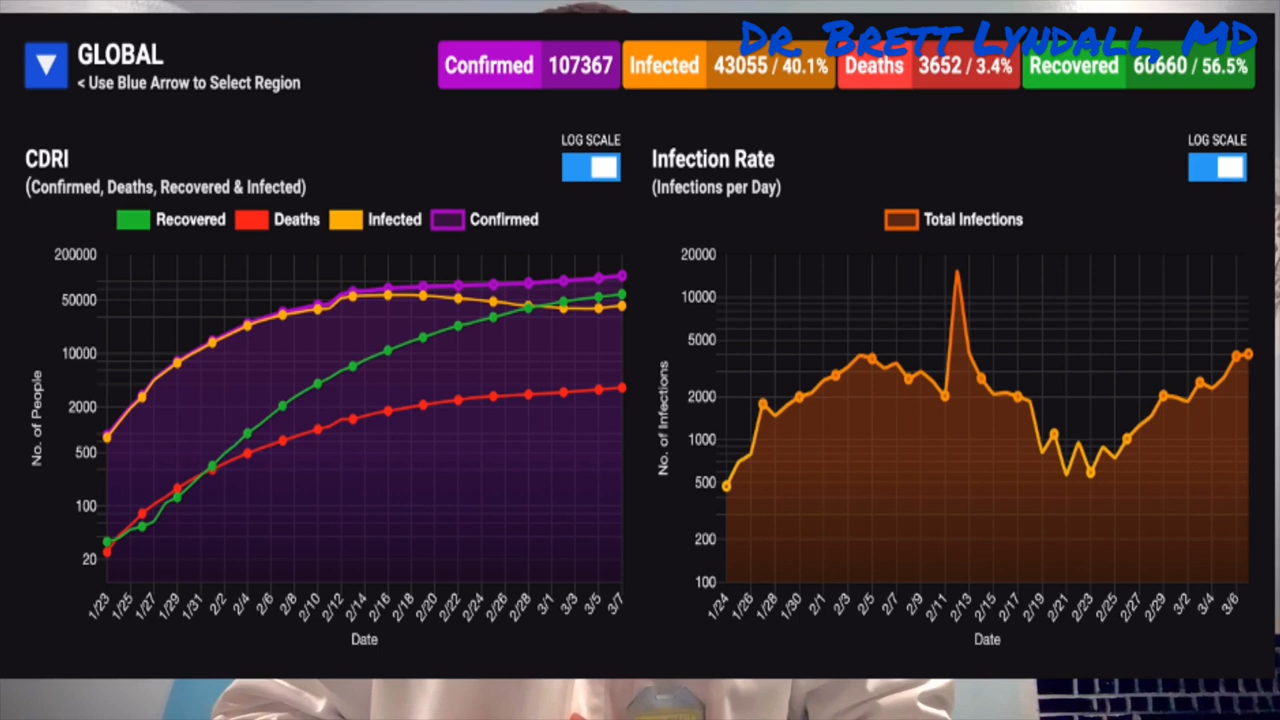 Dr. Brett Lyndall, MD
GLOBAL
< Use Blue Arrow to Select Region
Confirmed 107367
Infected 43055 / 40.1%
Deaths 3652 / 3.4%
Recovered 60660 / 56.5%
CDRI
(Confirmed, Deaths, Recovered & Infected)
LOG SCALE
Recovered Deaths Infected Confirmed
200000
50000
10000
2000
500
100
20
No. of People
1/23 1/25 1/27 1/29 1/31 2/2 2/4 2/6 2/8 2/10 2/12 2/14 2/16 2/18 2/20 2/22 2/24 2/26 2/28 3/1 3/3 3/5 3/7
Date
Infection Rate
(Infections per Day)
LOG SCALE
Total Infections
20000
10000
5000
2000
1000
500
200
100
No. of Infections
1/24 1/26 1/28 1/30 2/1 2/3 2/5 2/7 2/9 2/11 2/13 2/15 2/17 2/19 2/21 2/23 2/25 2/27 2/29 3/2 3/4 3/6
Date